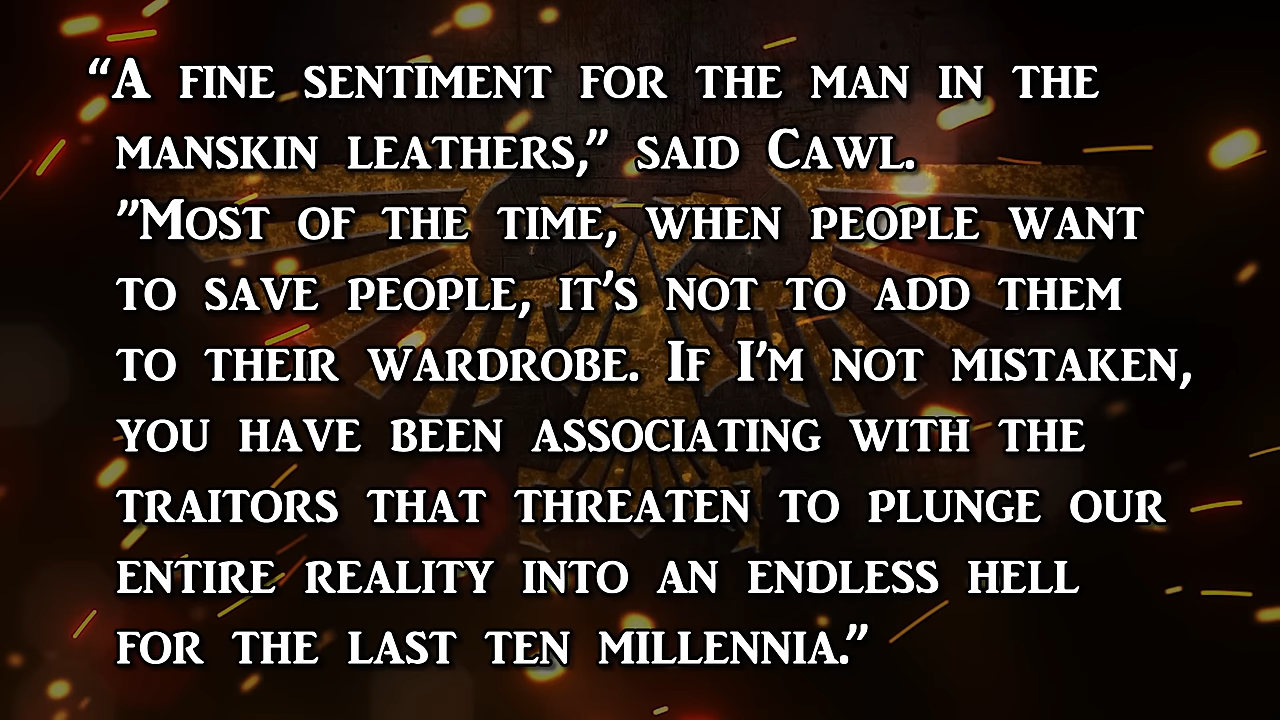 “A fine sentiment for the man in the
manskin leathers,” said Cawl.
”Most of the time, when people want
to save people, it’s not to add them
to their wardrobe. If I’m not mistaken,
you have been associating with the
traitors that threaten to plunge our
entire reality into an endless hell
for the last ten millennia.”